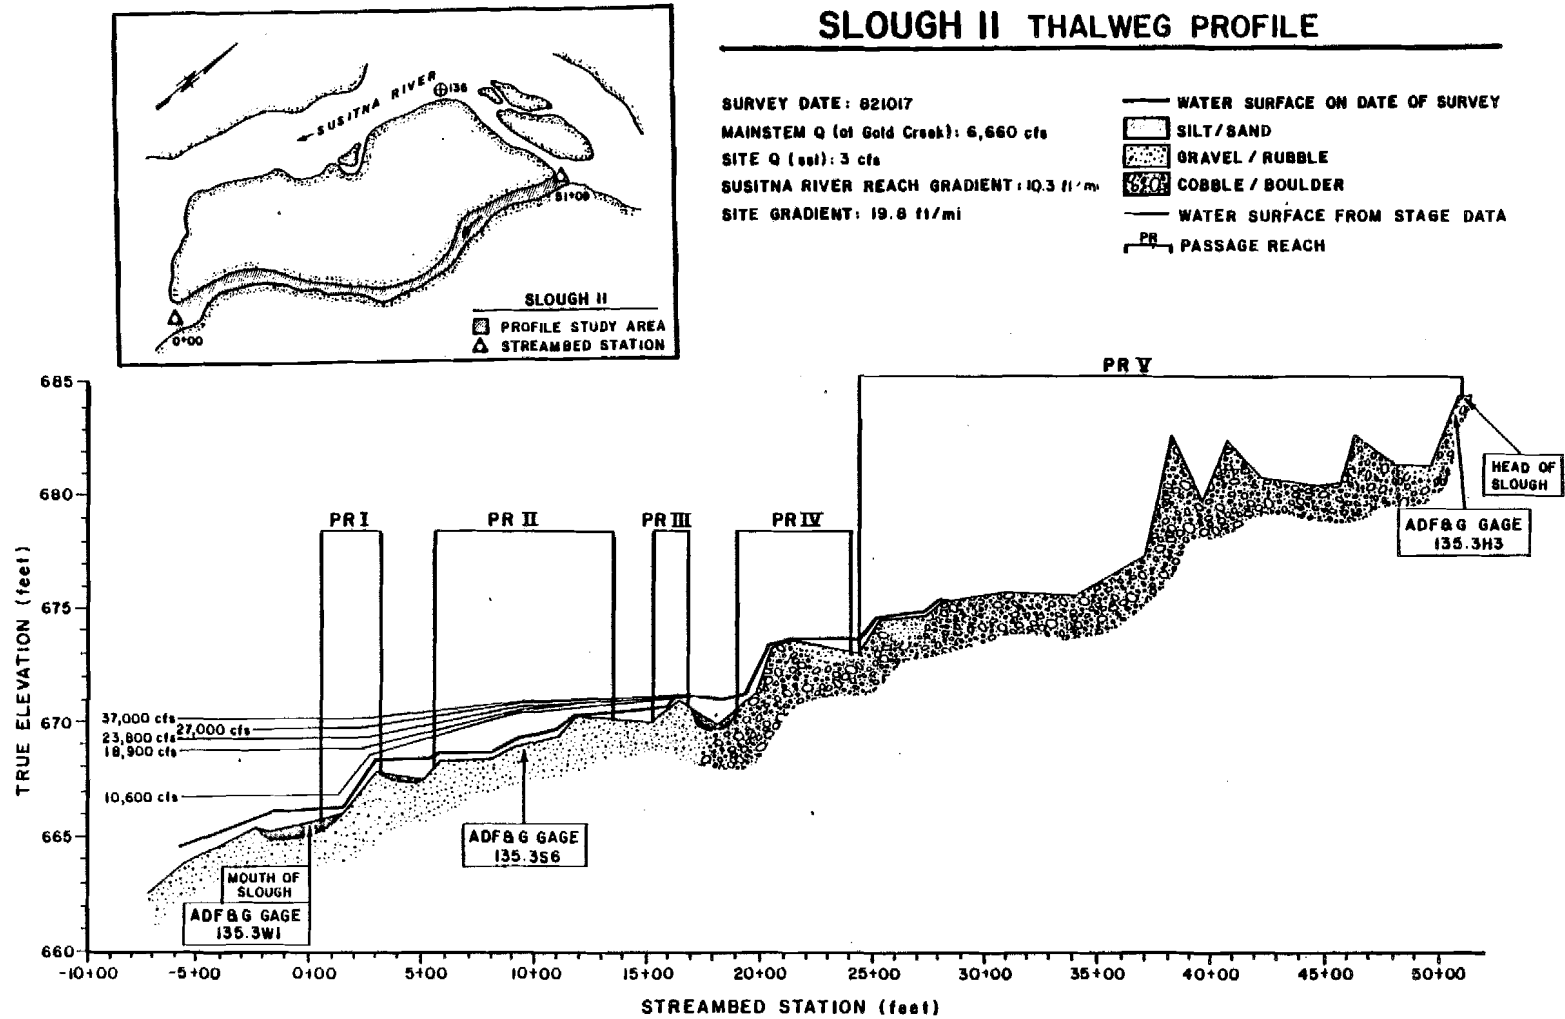 SLOUGH II THALWEG PROFILE
SUSITNA RIVER
136
51+00
0+00
SLOUGH II
PROFILE STUDY AREA
STREAMBED STATION
SURVEY DATE: 821017
MAINSTEM Q (at Gold Creek): 6,660 cfs
SITE Q (est): 3 cfs
SUSITNA RIVER REACH GRADIENT: 10.3 ft/mi
SITE GRADIENT: 19.8 ft/mi
WATER SURFACE ON DATE OF SURVEY
SILT/SAND
GRAVEL / RUBBLE
COBBLE / BOULDER
WATER SURFACE FROM STAGE DATA
PR PASSAGE REACH
TRUE ELEVATION (feet)
685
680
675
670
665
660
PR I
PR II
PR III
PR IV
PR V
37,000 cfs
27,000 cfs
23,800 cfs
18,900 cfs
10,600 cfs
MOUTH OF
SLOUGH
ADF&G GAGE
135.3W1
ADF&G GAGE
135.3S6
HEAD OF
SLOUGH
ADF&G GAGE
135.3H3
-10+00 -5+00 0+00 5+00 10+00 15+00 20+00 25+00 30+00 35+00 40+00 45+00 50+00
STREAMBED STATION (feet)